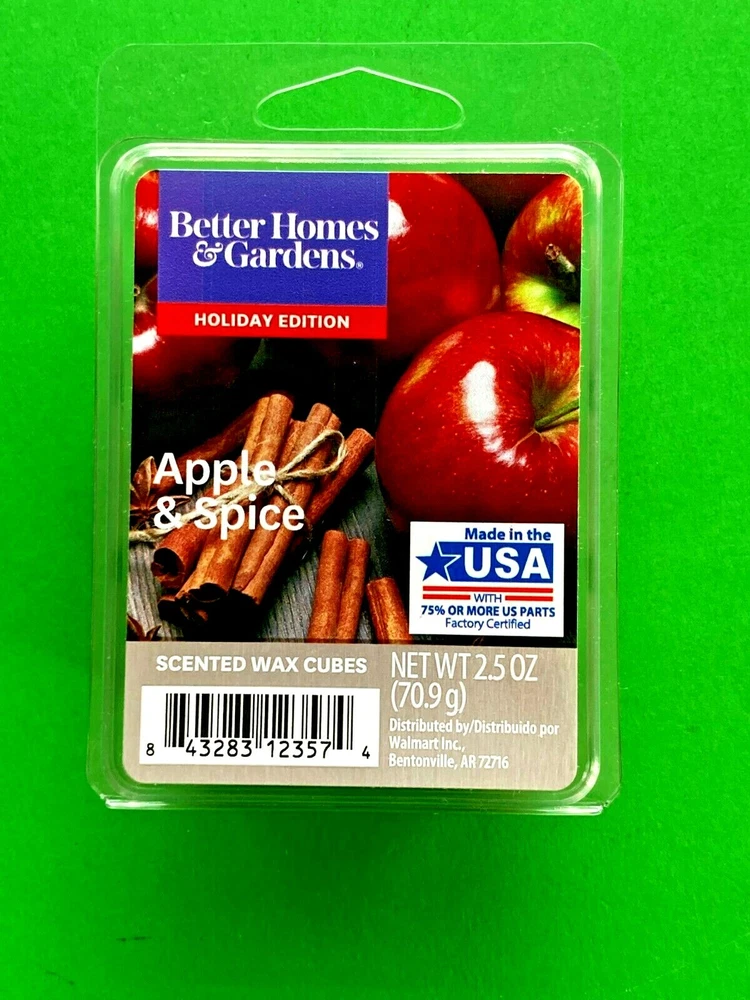 Better Homes
& Gardens®
HOLIDAY EDITION
Apple
& Spice
Made in the
USA
WITH
75% OR MORE US PARTS
Factory Certified
SCENTED WAX CUBES
NET WT 2.5 OZ
(70.9 g)
Distributed by/Distribuido por
Walmart Inc.,
Bentonville, AR 72716
8 43283 12357 4